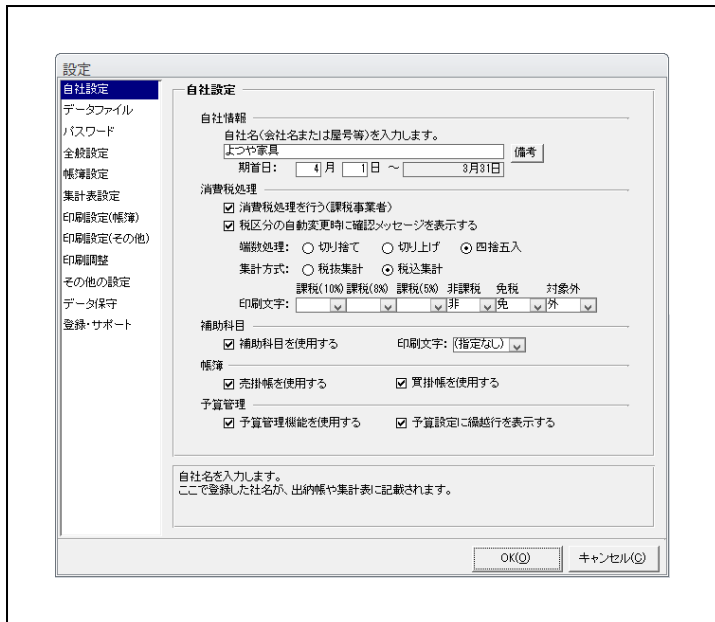 設定
自社設定
データファイル
パスワード
全般設定
帳簿設定
集計表設定
印刷設定(帳簿)
印刷設定(その他)
印刷調整
その他の設定
データ保守
登録・サポート
自社設定
自社情報
自社名(会社名または屋号等)を入力します。
よつや家具 備考
期首日: 4月 1日 ～ 3月31日
消費税処理
消費税処理を行う(課税事業者)
税区分の自動変更時に確認メッセージを表示する
端数処理: 切り捨て 切り上げ 四捨五入
集計方式: 税抜集計 税込集計
課税(10%) 課税(8%) 課税(5%) 非課税 免税 対象外
印刷文字: 非 免 外
補助科目
補助科目を使用する 印刷文字: (指定なし)
帳簿
売掛帳を使用する 買掛帳を使用する
予算管理
予算管理機能を使用する 予算設定に繰越行を表示する
自社名を入力します。
ここで登録した社名が、出納帳や集計表に記載されます。
OK(O) キャンセル(C)